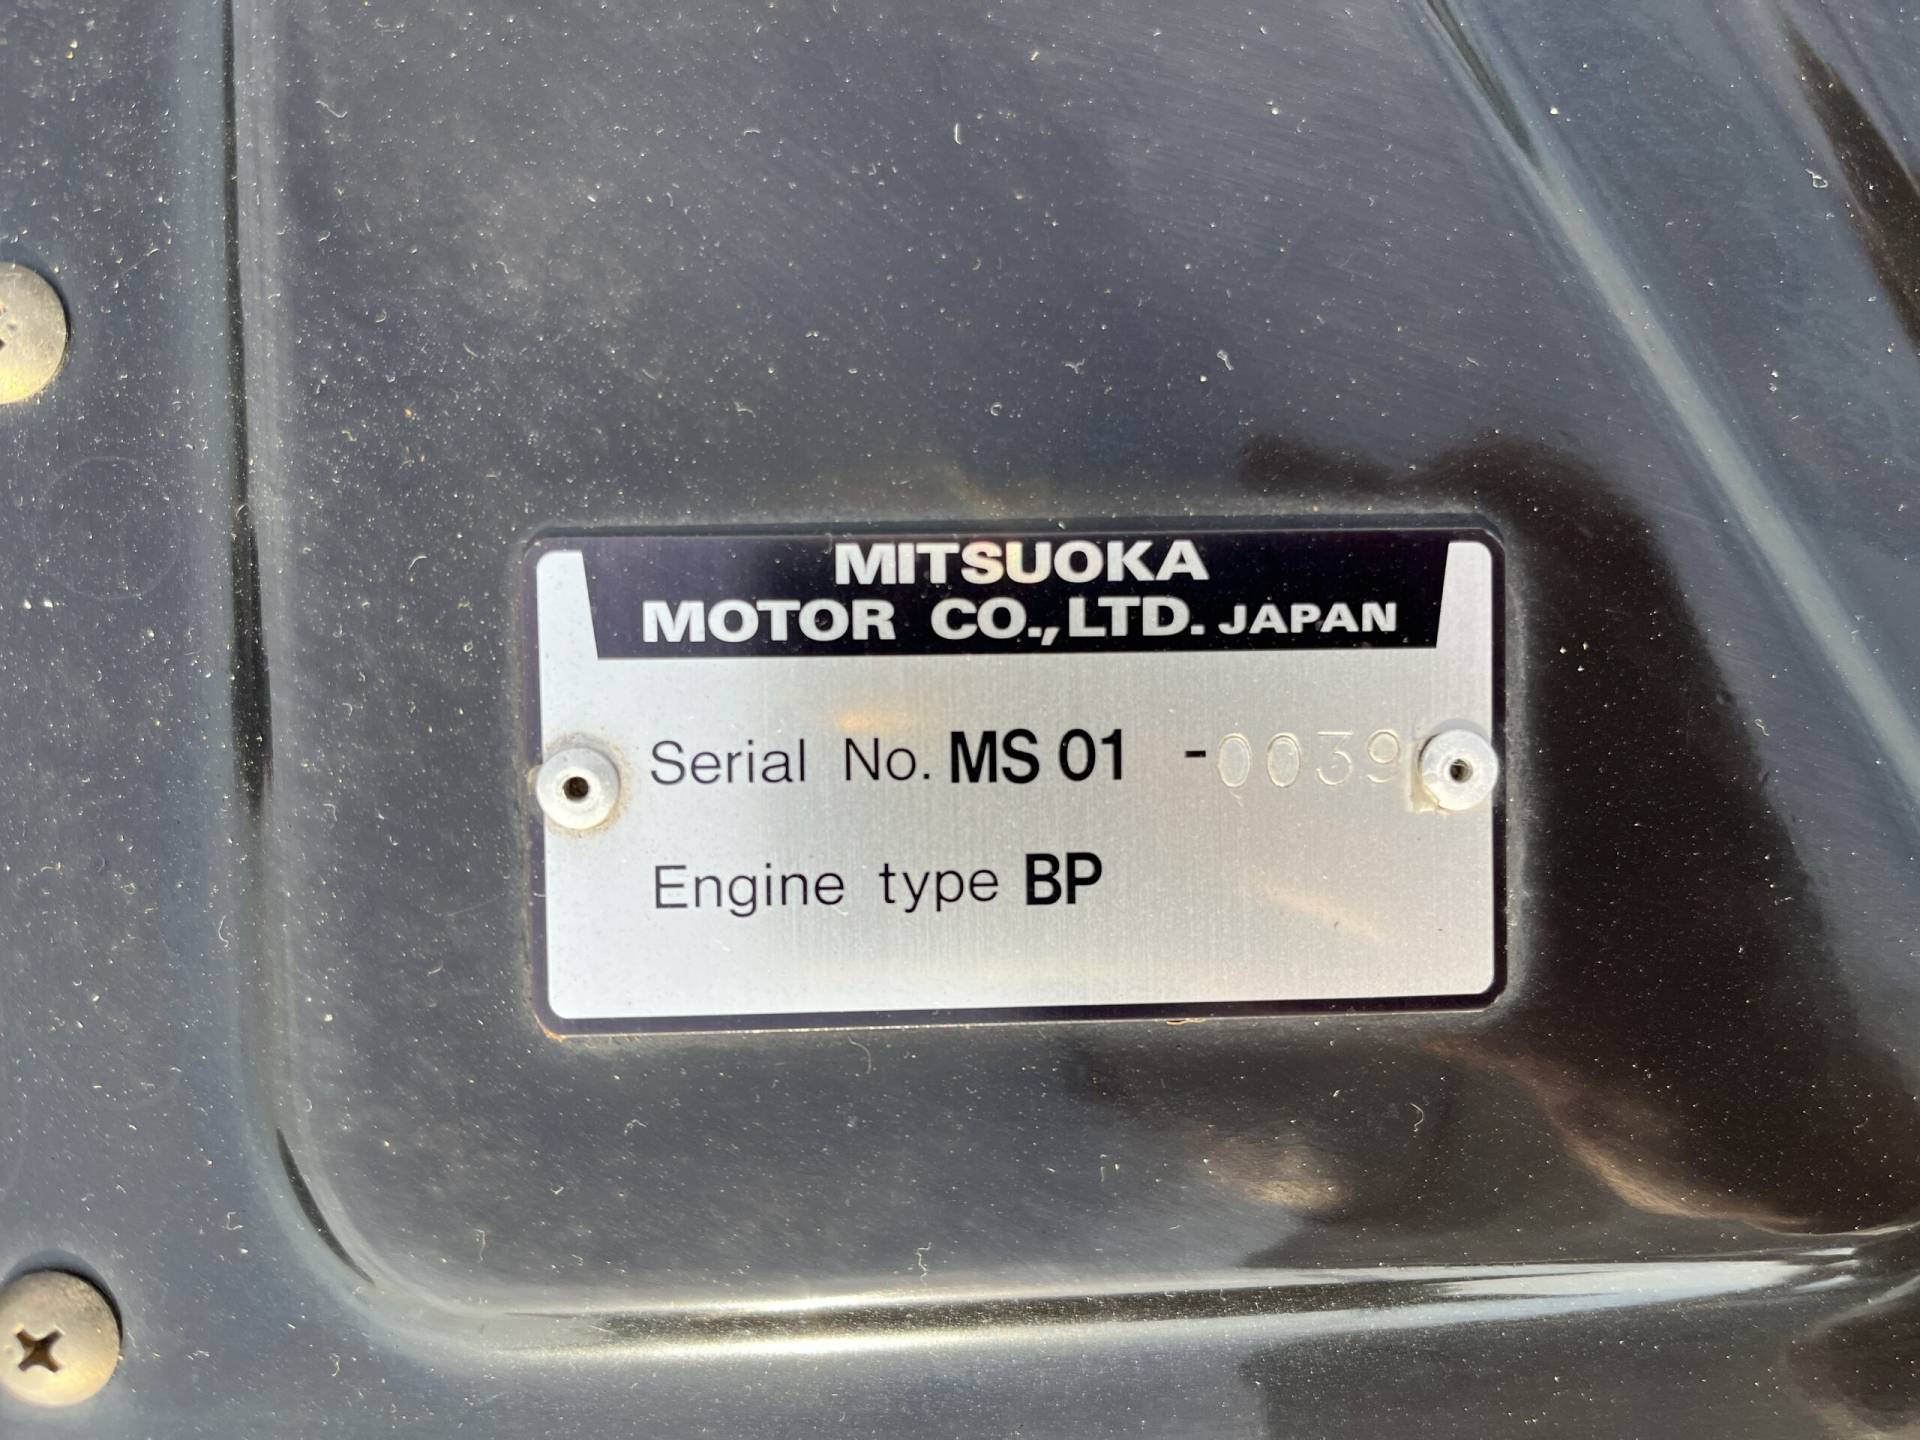 MITSUOKA
MOTOR CO., LTD. JAPAN
Serial No. MS 01 -0039
Engine type BP